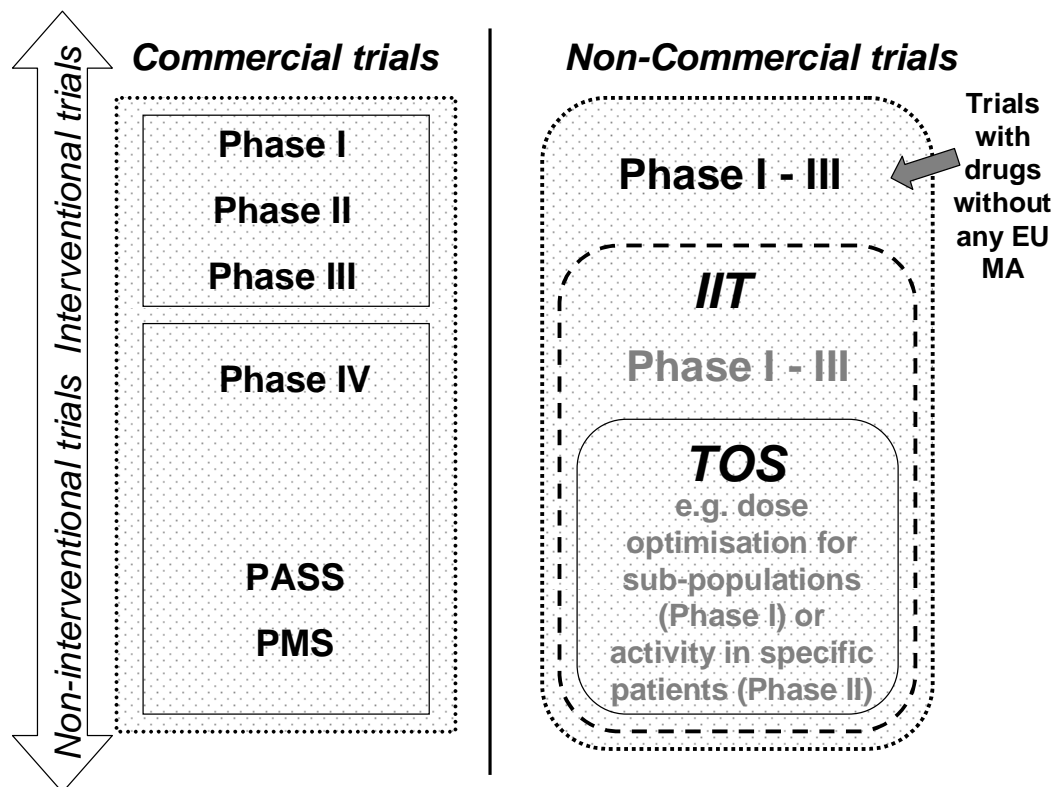 Non-interventional trials Interventional trials
Commercial trials
Phase I
Phase II
Phase III
Phase IV
PASS
PMS
Non-Commercial trials
Phase I - III
IIT
Phase I - III
TOS
e.g. dose
optimisation for
sub-populations
(Phase I) or
activity in specific
patients (Phase II)
Trials
with
drugs
without
any EU
MA